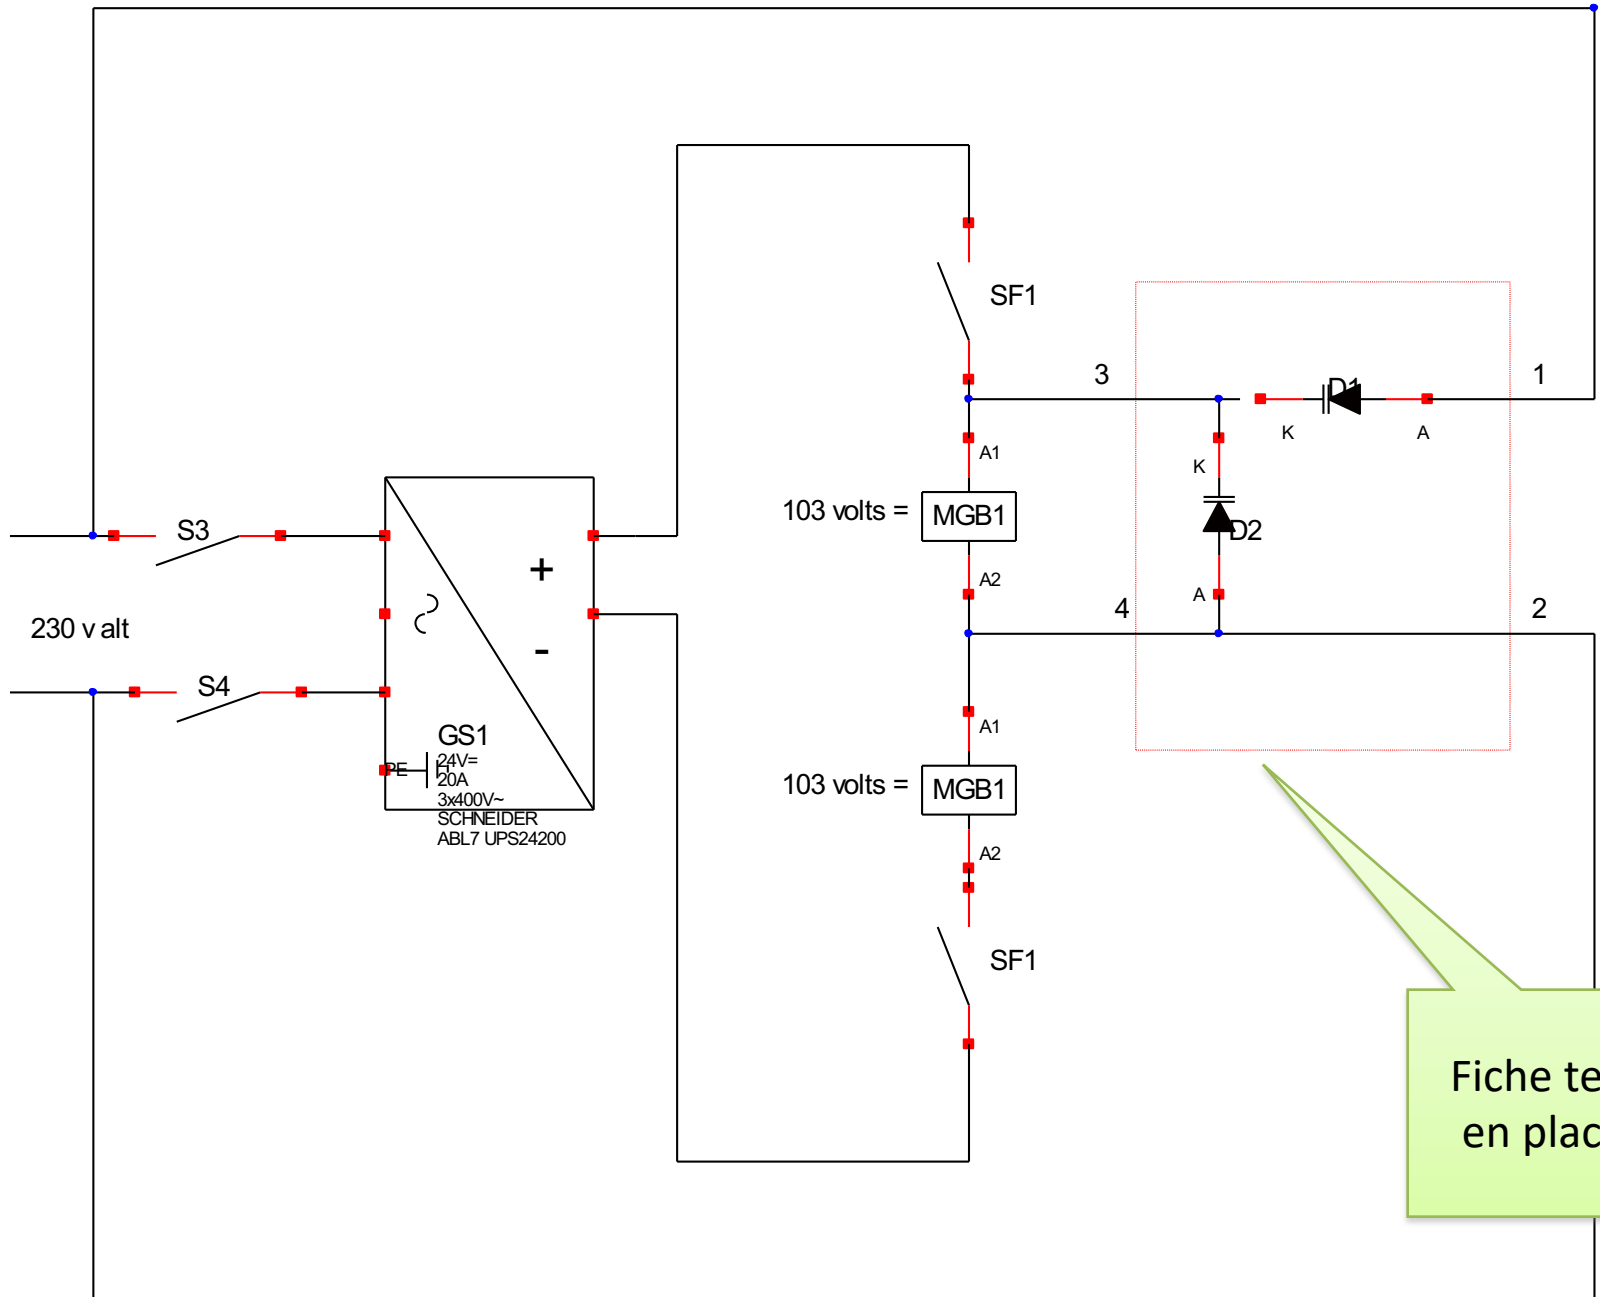 SF1
3
D1
1
K
A
A1
K
103 volts =
MGB1
S3
D2
+
A2
A
4
2
230 v alt
-
S4
A1
GS1
PE
24V=
20A
103 volts =
MGB1
3x400V~
SCHNEIDER
ABL7 UPS24200
A2
SF1
Fiche te
en plac